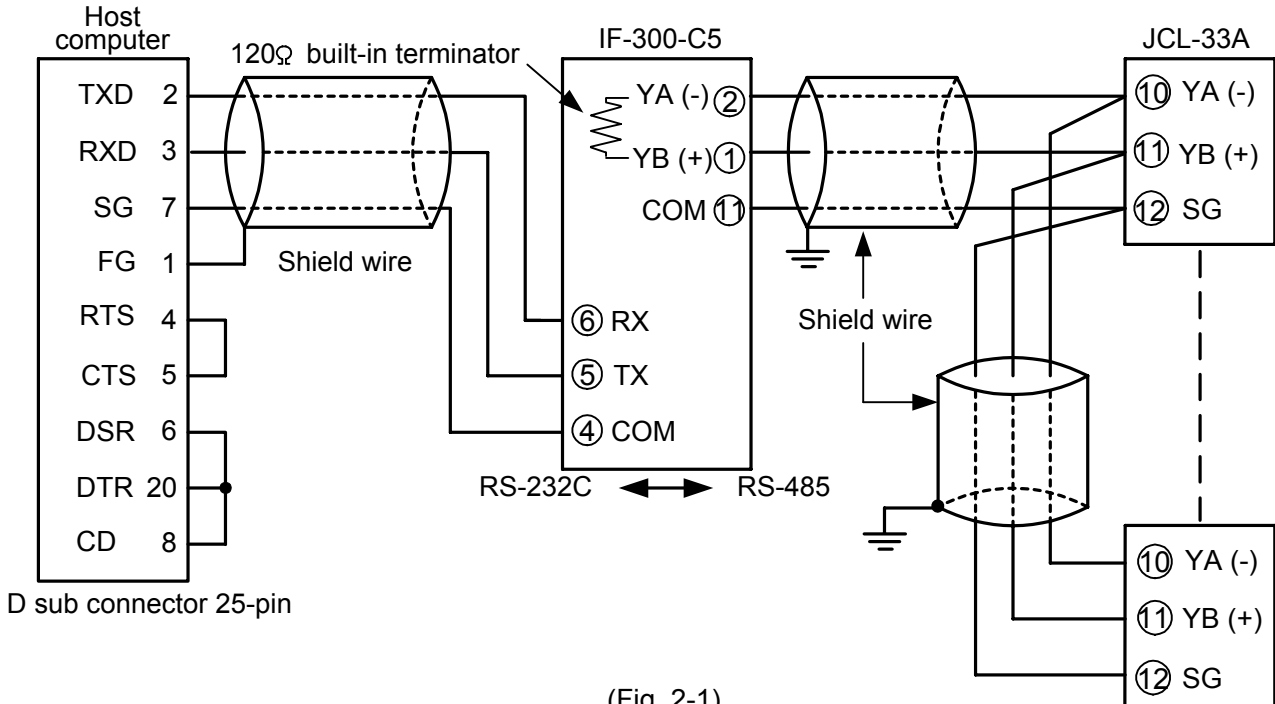 Host
computer
TXD 2
RXD 3
SG 7
FG 1
RTS 4
CTS 5
DSR 6
DTR 20
CD 8
D sub connector 25-pin
120Ω built-in terminator
Shield wire
IF-300-C5
YA (-) ②
YB (+) ①
COM ⑪
⑥ RX
⑤ TX
④ COM
RS-232C
RS-485
Shield wire
JCL-33A
⑩ YA (-)
⑪ YB (+)
⑫ SG
⑩ YA (-)
⑪ YB (+)
⑫ SG
(Fig. 2-1)